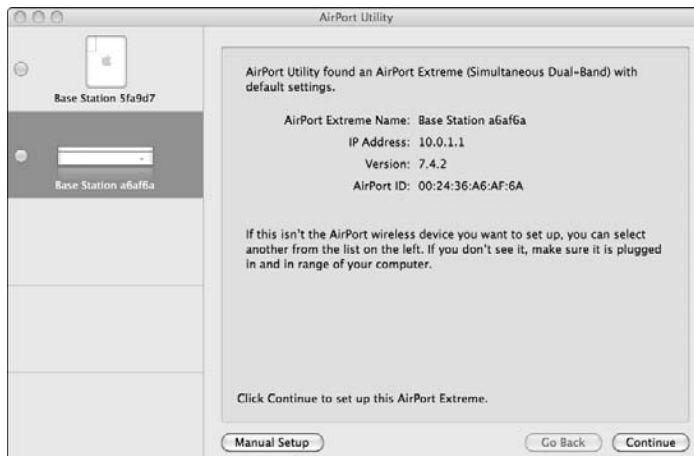 AirPort Utility
Base Station 5fa9d7
Base Station a6af6a
AirPort Utility found an AirPort Extreme (Simultaneous Dual-Band) with
default settings.
AirPort Extreme Name: Base Station a6af6a
IP Address: 10.0.1.1
Version: 7.4.2
AirPort ID: 00:24:36:A6:AF:6A
If this isn't the AirPort wireless device you want to set up, you can select
another from the list on the left. If you don't see it, make sure it is plugged
in and in range of your computer.
Click Continue to set up this AirPort Extreme.
Manual Setup
Go Back
Continue